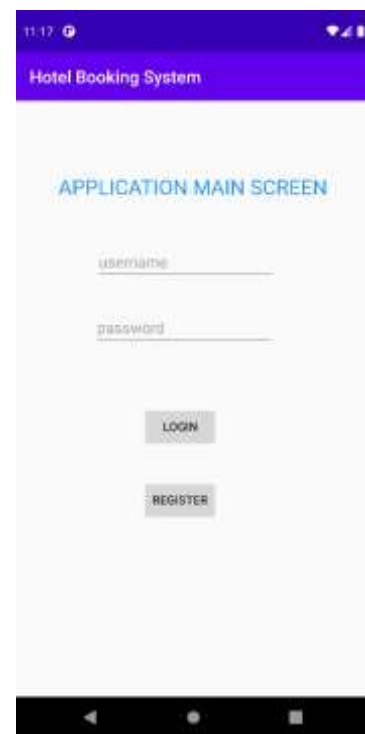 11:17
Hotel Booking System
APPLICATION MAIN SCREEN
username
password
LOGIN
REGISTER